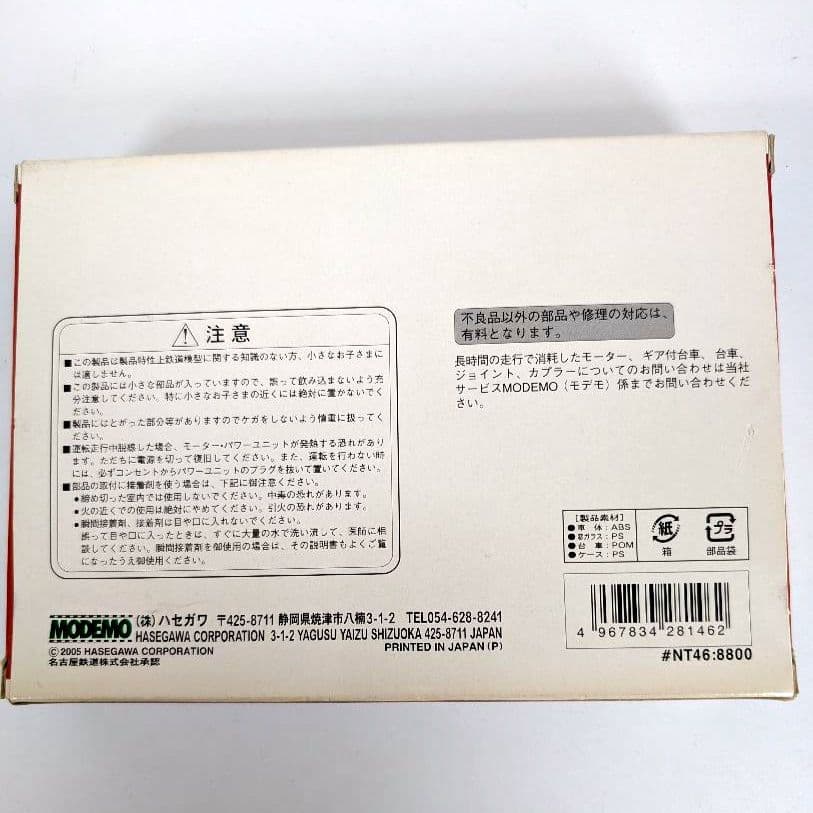 注意
■この製品は製品特性上鉄道模型に関する知識のない方、小さなお子さまに
は適しません。
■この製品には小さな部品が入っていますので、誤って飲み込まないよう充
分注意してください。特に小さなお子さまの近くには絶対に置かないでく
ださい。
■製品にはとがった部分等がありますのでケガをしないよう慎重に扱ってく
ださい。
■運転走行中脱線した場合、モーター・パワーユニットが発熱する恐れがあり
ます。ただちに電源を切って復旧してください。また、運転を行わない時
には、必ずコンセントからパワーユニットのプラグを抜いて置いてください。
■部品の取付に接着剤を使う場合は、下記に御注意ください。
●締め切った室内では使用しないでください。中毒の恐れがあります。
●火の近くでの使用は絶対にやめてください。引火の恐れがあります。
●瞬間接着剤、接着剤は目や口に入れないでください。
誤って目や口に入ったときは、すぐに大量の水で洗い流して、医師に相
談してください。瞬間接着剤を御使用の場合は、その説明書もよくご覧
になったうえ御使用ください。
不良品以外の部品や修理の対応は、
有料となります。
長時間の走行で消耗したモーター、ギア付台車、台車、
ジョイント、カプラーについてのお問い合わせは当社
サービスMODEMO（モデモ）係までお問い合わせくだ
さい。
[製品素材]
●車 体:ABS
●窓ガラス:PS
●台 車:POM
●ケース:PS
紙
箱
プラ
部品袋
MODEMO
(株)ハセガワ 〒425-8711 静岡県焼津市八楠3-1-2 TEL054-628-8241
HASEGAWA CORPORATION 3-1-2 YAGUSU YAIZU SHIZUOKA 425-8711 JAPAN
© 2005 HASEGAWA CORPORATION
PRINTED IN JAPAN (P)
名古屋鉄道株式会社承認
4 967834 281462
#NT46:8800